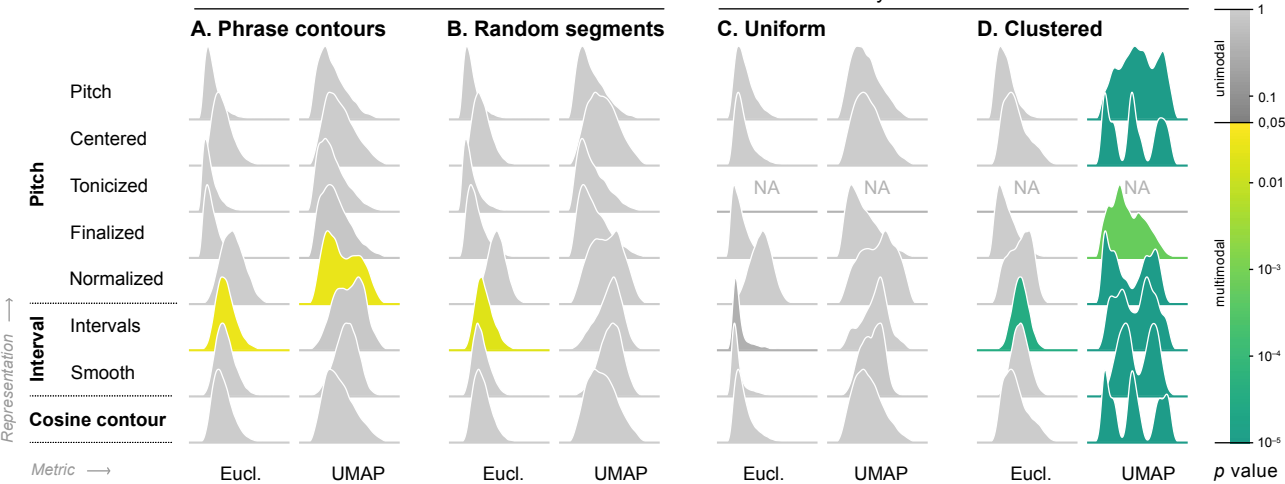 A. Phrase contours
B. Random segments
C. Uniform
D. Clustered
Pitch
Centered
Tonicized
NA NA NA NA
Finalized
Normalized
Intervals
Smooth
Cosine contour
Pitch
Interval
Representation ⟶
Metric ⟶
Eucl. UMAP Eucl. UMAP Eucl. UMAP Eucl. UMAP
unimodal
multimodal
1
0.1
0.05
0.01
10⁻³
10⁻⁴
10⁻⁵
p value